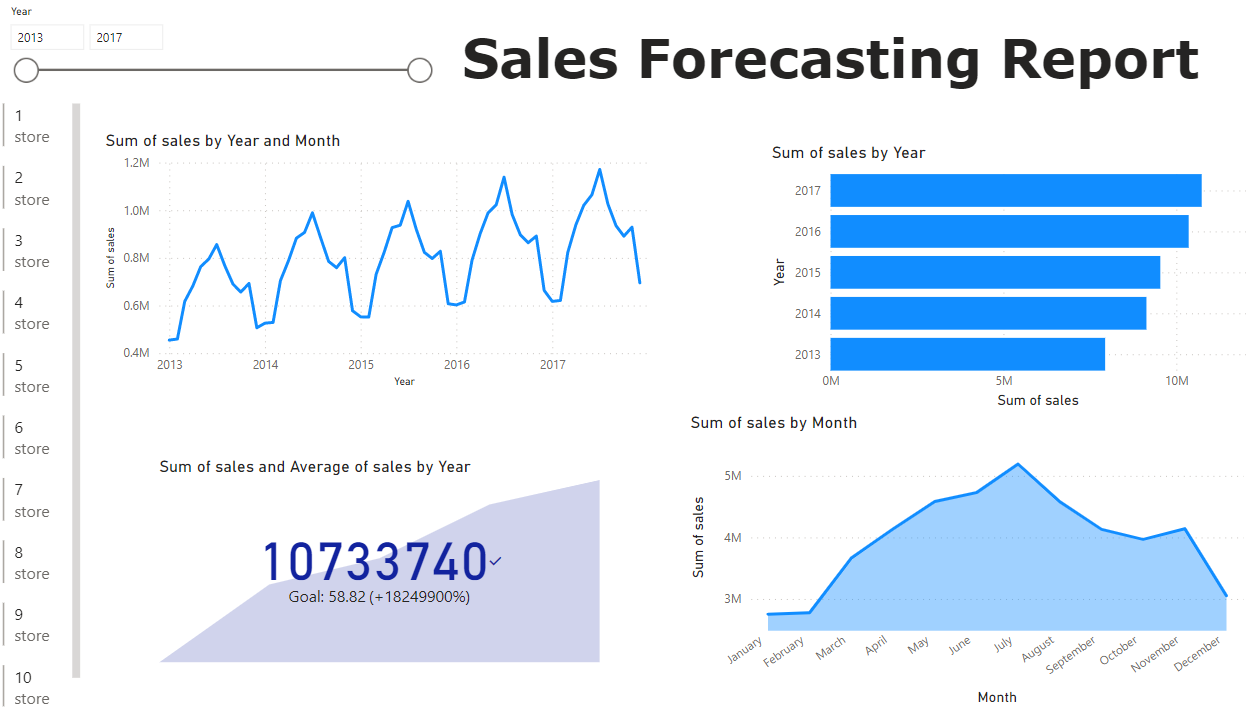 Year
2013
2017
Sales Forecasting Report
1
store
2
store
3
store
4
store
5
store
6
store
7
store
8
store
9
store
10
store
Sum of sales by Year and Month
Sum of sales
1.2M
1.0M
0.8M
0.6M
0.4M
2013 2014 2015 2016 2017
Year
Sum of sales by Year
Year
2017
2016
2015
2014
2013
0M 5M 10M
Sum of sales
Sum of sales and Average of sales by Year
10733740✓
Goal: 58.82 (+18249900%)
Sum of sales by Month
Sum of sales
5M
4M
3M
January February March April May June July August September October November December
Month